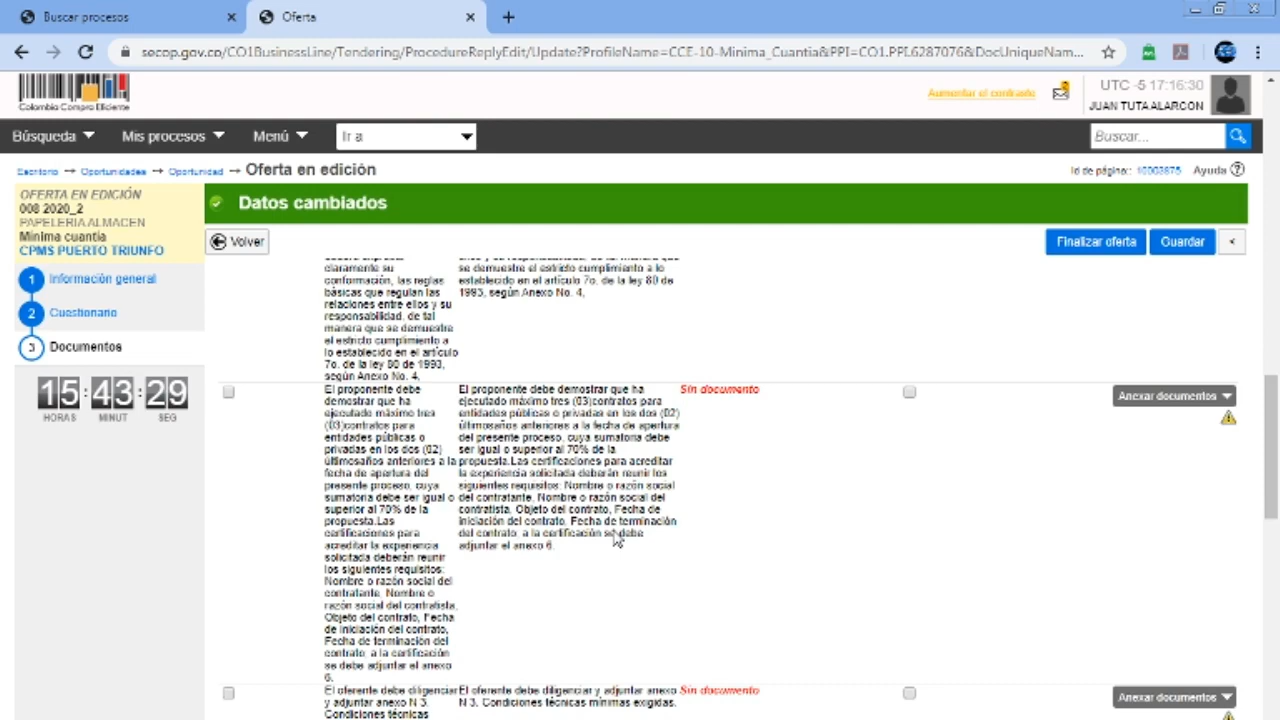 Buscar procesos
Oferta
secop.gov.co/CO1BusinessLine/Tendering/ProcedureReplyEdit/Update?ProfileName=CCE-10-Minima_Cuantia&PPI=CO1.PPI.6287076&DocUniqueNam...
Colombia Compra Eficiente
Aumentar el contraste
UTC -5 17:16:30
JUAN TUTA ALARCON
Búsqueda
Mis procesos
Menú
Ir a
Buscar...
Escritorio → Oportunidades → Oportunidad → Oferta en edición
Id de página:: 10003675 Ayuda
OFERTA EN EDICIÓN
008 2020_2
PAPELERIA ALMACEN
Mínima cuantía
CPMS PUERTO TRIUNFO
Datos cambiados
Volver
Finalizar oferta
Guardar
<
1 Información general
2 Cuestionario
3 Documentos
15 : 43 : 29
HORAS MINUT SEG
claramente su
conformación, las reglas
básicas que regulan las
relaciones entre ellos y su
responsabilidad, de tal
manera que se demuestre
el estricto cumplimiento a
lo establecido en el artículo
7o. de la ley 80 de 1993,
según Anexo No. 4,
se demuestre el estricto cumplimiento a lo
establecido en el artículo 7o. de la ley 80 de
1993, según Anexo No. 4,
El proponente debe
demostrar que ha
ejecutado máximo tres
(03)contratos para
entidades públicas o
privadas en los dos (02)
últimosaños anteriores a la
fecha de apertura del
presente proceso, cuya
sumatoria debe ser igual o
superior al 70% de la
propuesta.Las
certificaciones para
acreditar la experiencia
solicitada deberán reunir
los siguientes requisitos:
Nombre o razón social del
contratante, Nombre o
razón social del contratista,
Objeto del contrato, Fecha
de iniciación del contrato,
Fecha de terminación del
contrato, a la certificación
se debe adjuntar el anexo
6.
El proponente debe demostrar que ha
ejecutado máximo tres (03)contratos para
entidades públicas o privadas en los dos (02)
últimosaños anteriores a la fecha de apertura
del presente proceso, cuya sumatoria debe
ser igual o superior al 70% de la
propuesta.Las certificaciones para acreditar
la experiencia solicitada deberán reunir los
siguientes requisitos: Nombre o razón social
del contratante, Nombre o razón social del
contratista, Objeto del contrato, Fecha de
iniciación del contrato, Fecha de terminación
del contrato, a la certificación se debe
adjuntar el anexo 6.
Sin documento
Anexar documentos
El oferente debe diligenciar
y adjuntar anexo N 3.
Condiciones técnicas
El oferente debe diligenciar y adjuntar anexo
N 3. Condiciones técnicas mínimas exigidas.
Sin documento
Anexar documentos